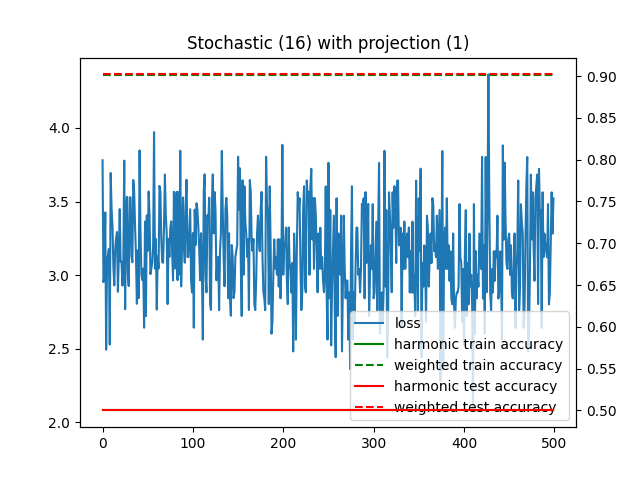 Stochastic (16) with projection (1)
4.0
3.5
3.0
2.5
2.0
0.90
0.85
0.80
0.75
0.70
0.65
0.60
0.55
0.50
loss
harmonic train accuracy
weighted train accuracy
harmonic test accuracy
weighted test accuracy
0 100 200 300 400 500